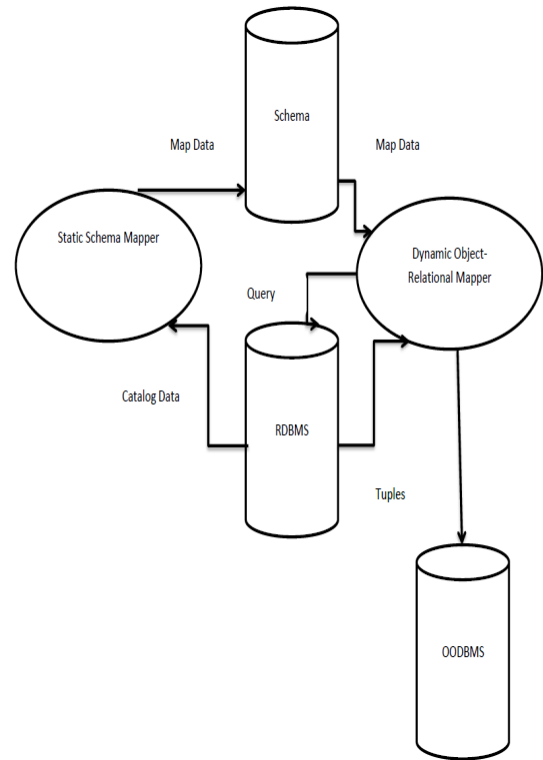 Schema
Map Data
Map Data
Static Schema Mapper
Dynamic Object-
Relational Mapper
Query
Catalog Data
RDBMS
Tuples
OODBMS